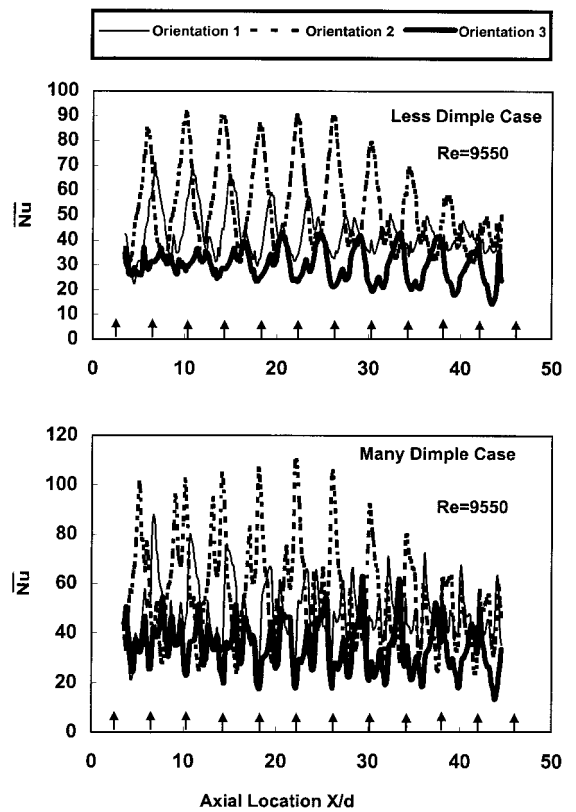 Orientation 1 Orientation 2 Orientation 3
100
90
80
70
60
50
40
30
20
10
0
Nu
Less Dimple Case
Re=9550
0 10 20 30 40 50
120
100
80
60
40
20
0
Nu
Many Dimple Case
Re=9550
0 10 20 30 40 50
Axial Location X/d